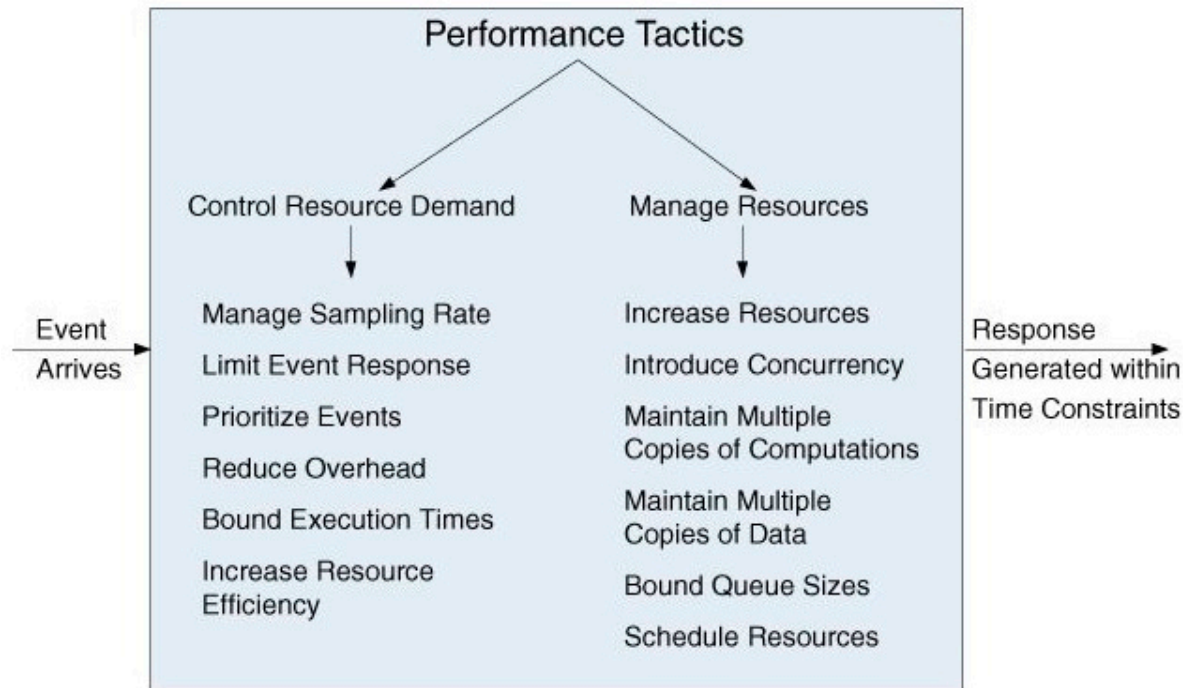 Performance Tactics
Control Resource Demand
Manage Resources
Event
Arrives
Manage Sampling Rate
Limit Event Response
Prioritize Events
Reduce Overhead
Bound Execution Times
Increase Resource
Efficiency
Increase Resources
Introduce Concurrency
Maintain Multiple
Copies of Computations
Maintain Multiple
Copies of Data
Bound Queue Sizes
Schedule Resources
Response
Generated within
Time Constraints